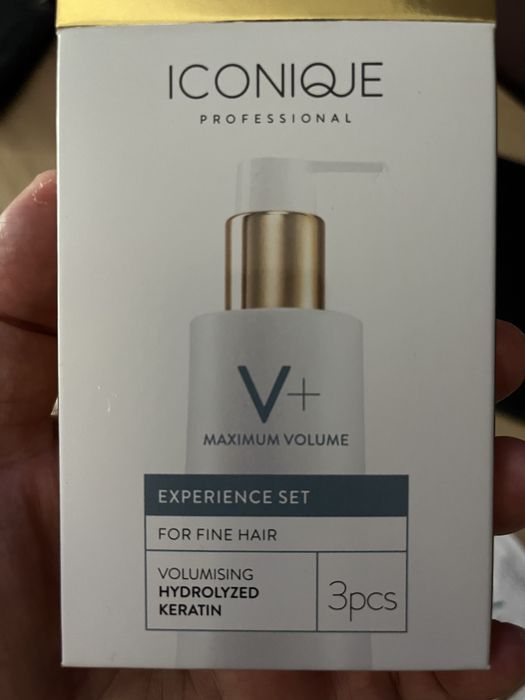 ICONIQUE
PROFESSIONAL
V+
MAXIMUM VOLUME
EXPERIENCE SET
FOR FINE HAIR
VOLUMISING
HYDROLYZED
KERATIN
3pcs